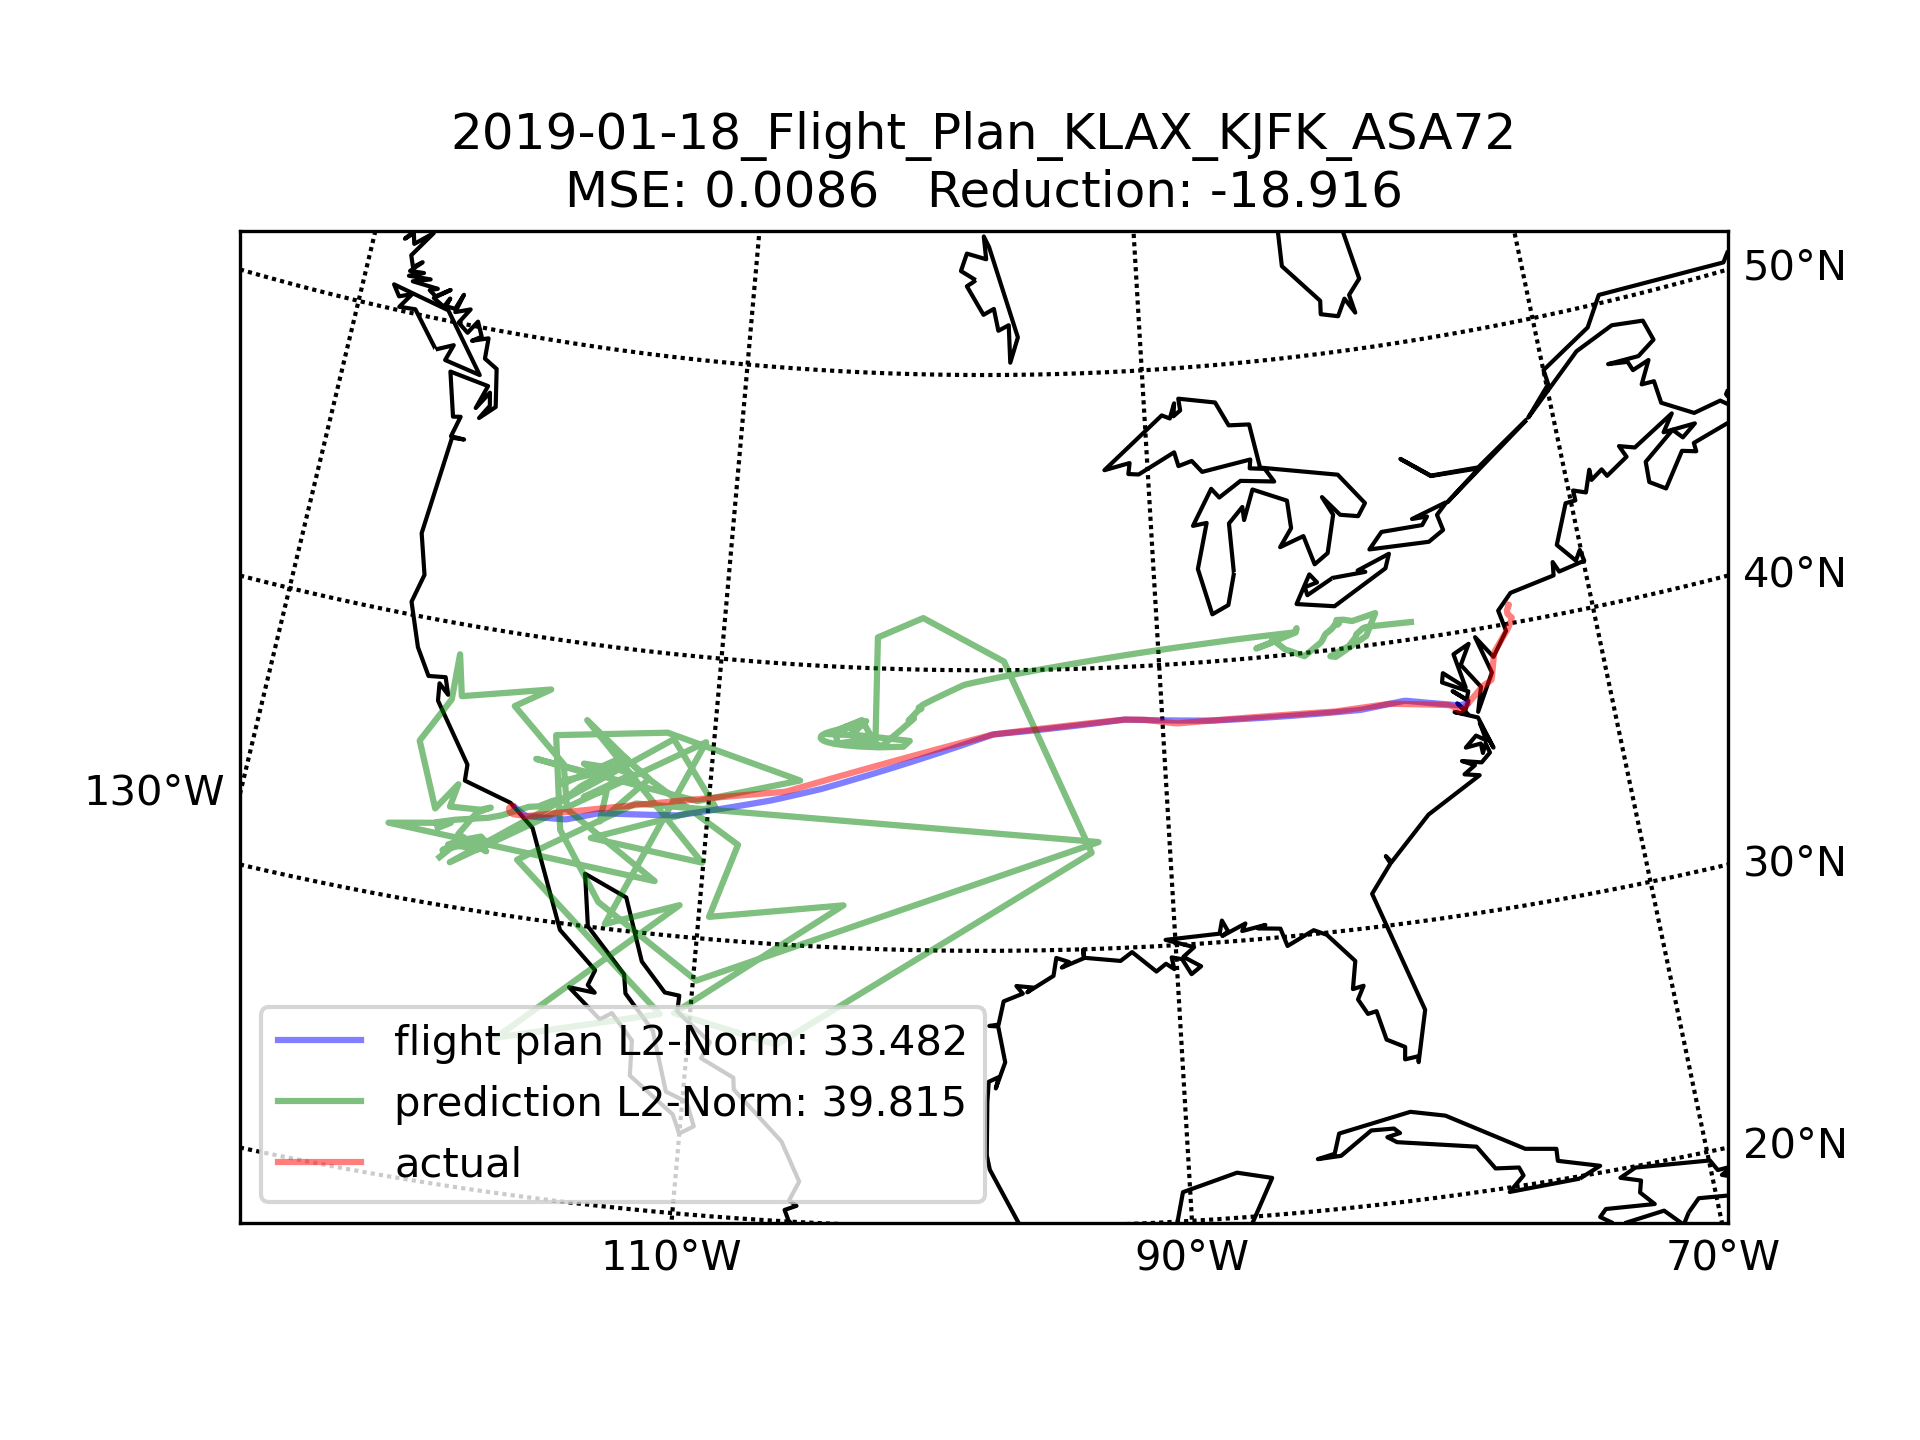 2019-01-18_Flight_Plan_KLAX_KJFK_ASA72
MSE: 0.0086   Reduction: -18.916
50°N
40°N
130°W
30°N
flight plan L2-Norm: 33.482
prediction L2-Norm: 39.815
20°N
actual
110°W
90°W
70°W